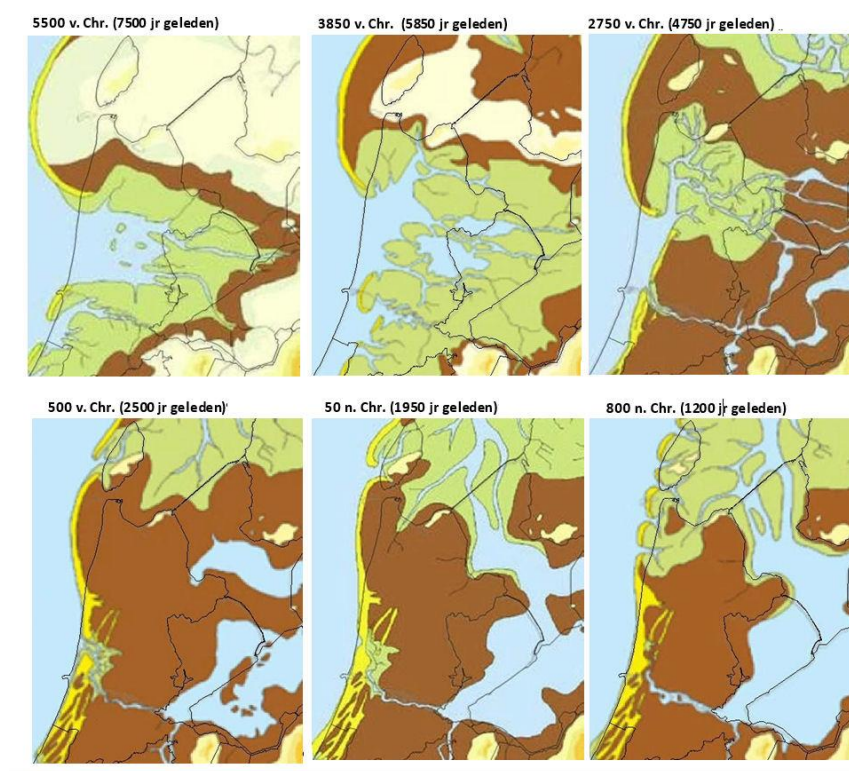 5500 v. Chr. (7500 jr geleden)
3850 v. Chr. (5850 jr geleden)
2750 v. Chr. (4750 jr geleden)
500 v. Chr. (2500 jr geleden)
50 n. Chr. (1950 jr geleden)
800 n. Chr. (1200 jr geleden)